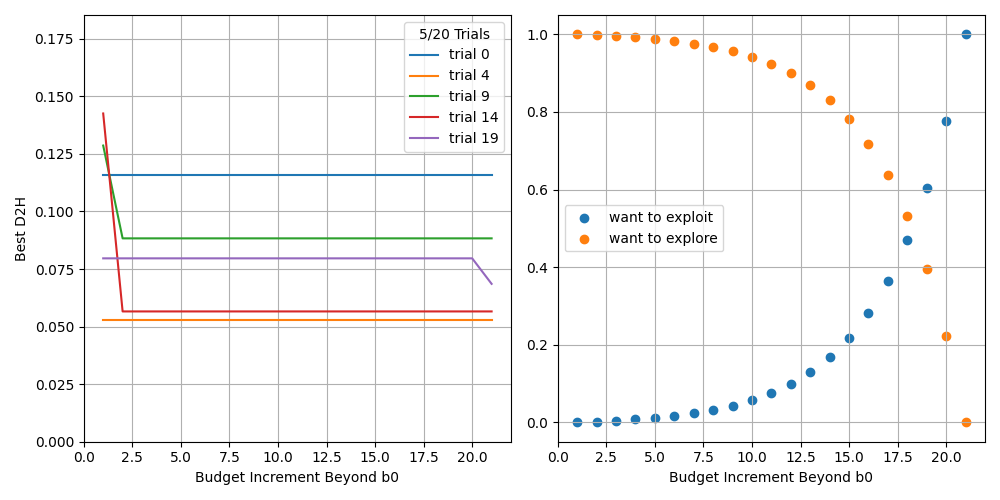 5/20 Trials
trial 0
trial 4
trial 9
trial 14
trial 19
0.175
0.150
0.125
0.100
0.075
0.050
0.025
0.000
Best D2H
0.0 2.5 5.0 7.5 10.0 12.5 15.0 17.5 20.0
Budget Increment Beyond b0
1.0
0.8
0.6
0.4
0.2
0.0
want to exploit
want to explore
0.0 2.5 5.0 7.5 10.0 12.5 15.0 17.5 20.0
Budget Increment Beyond b0